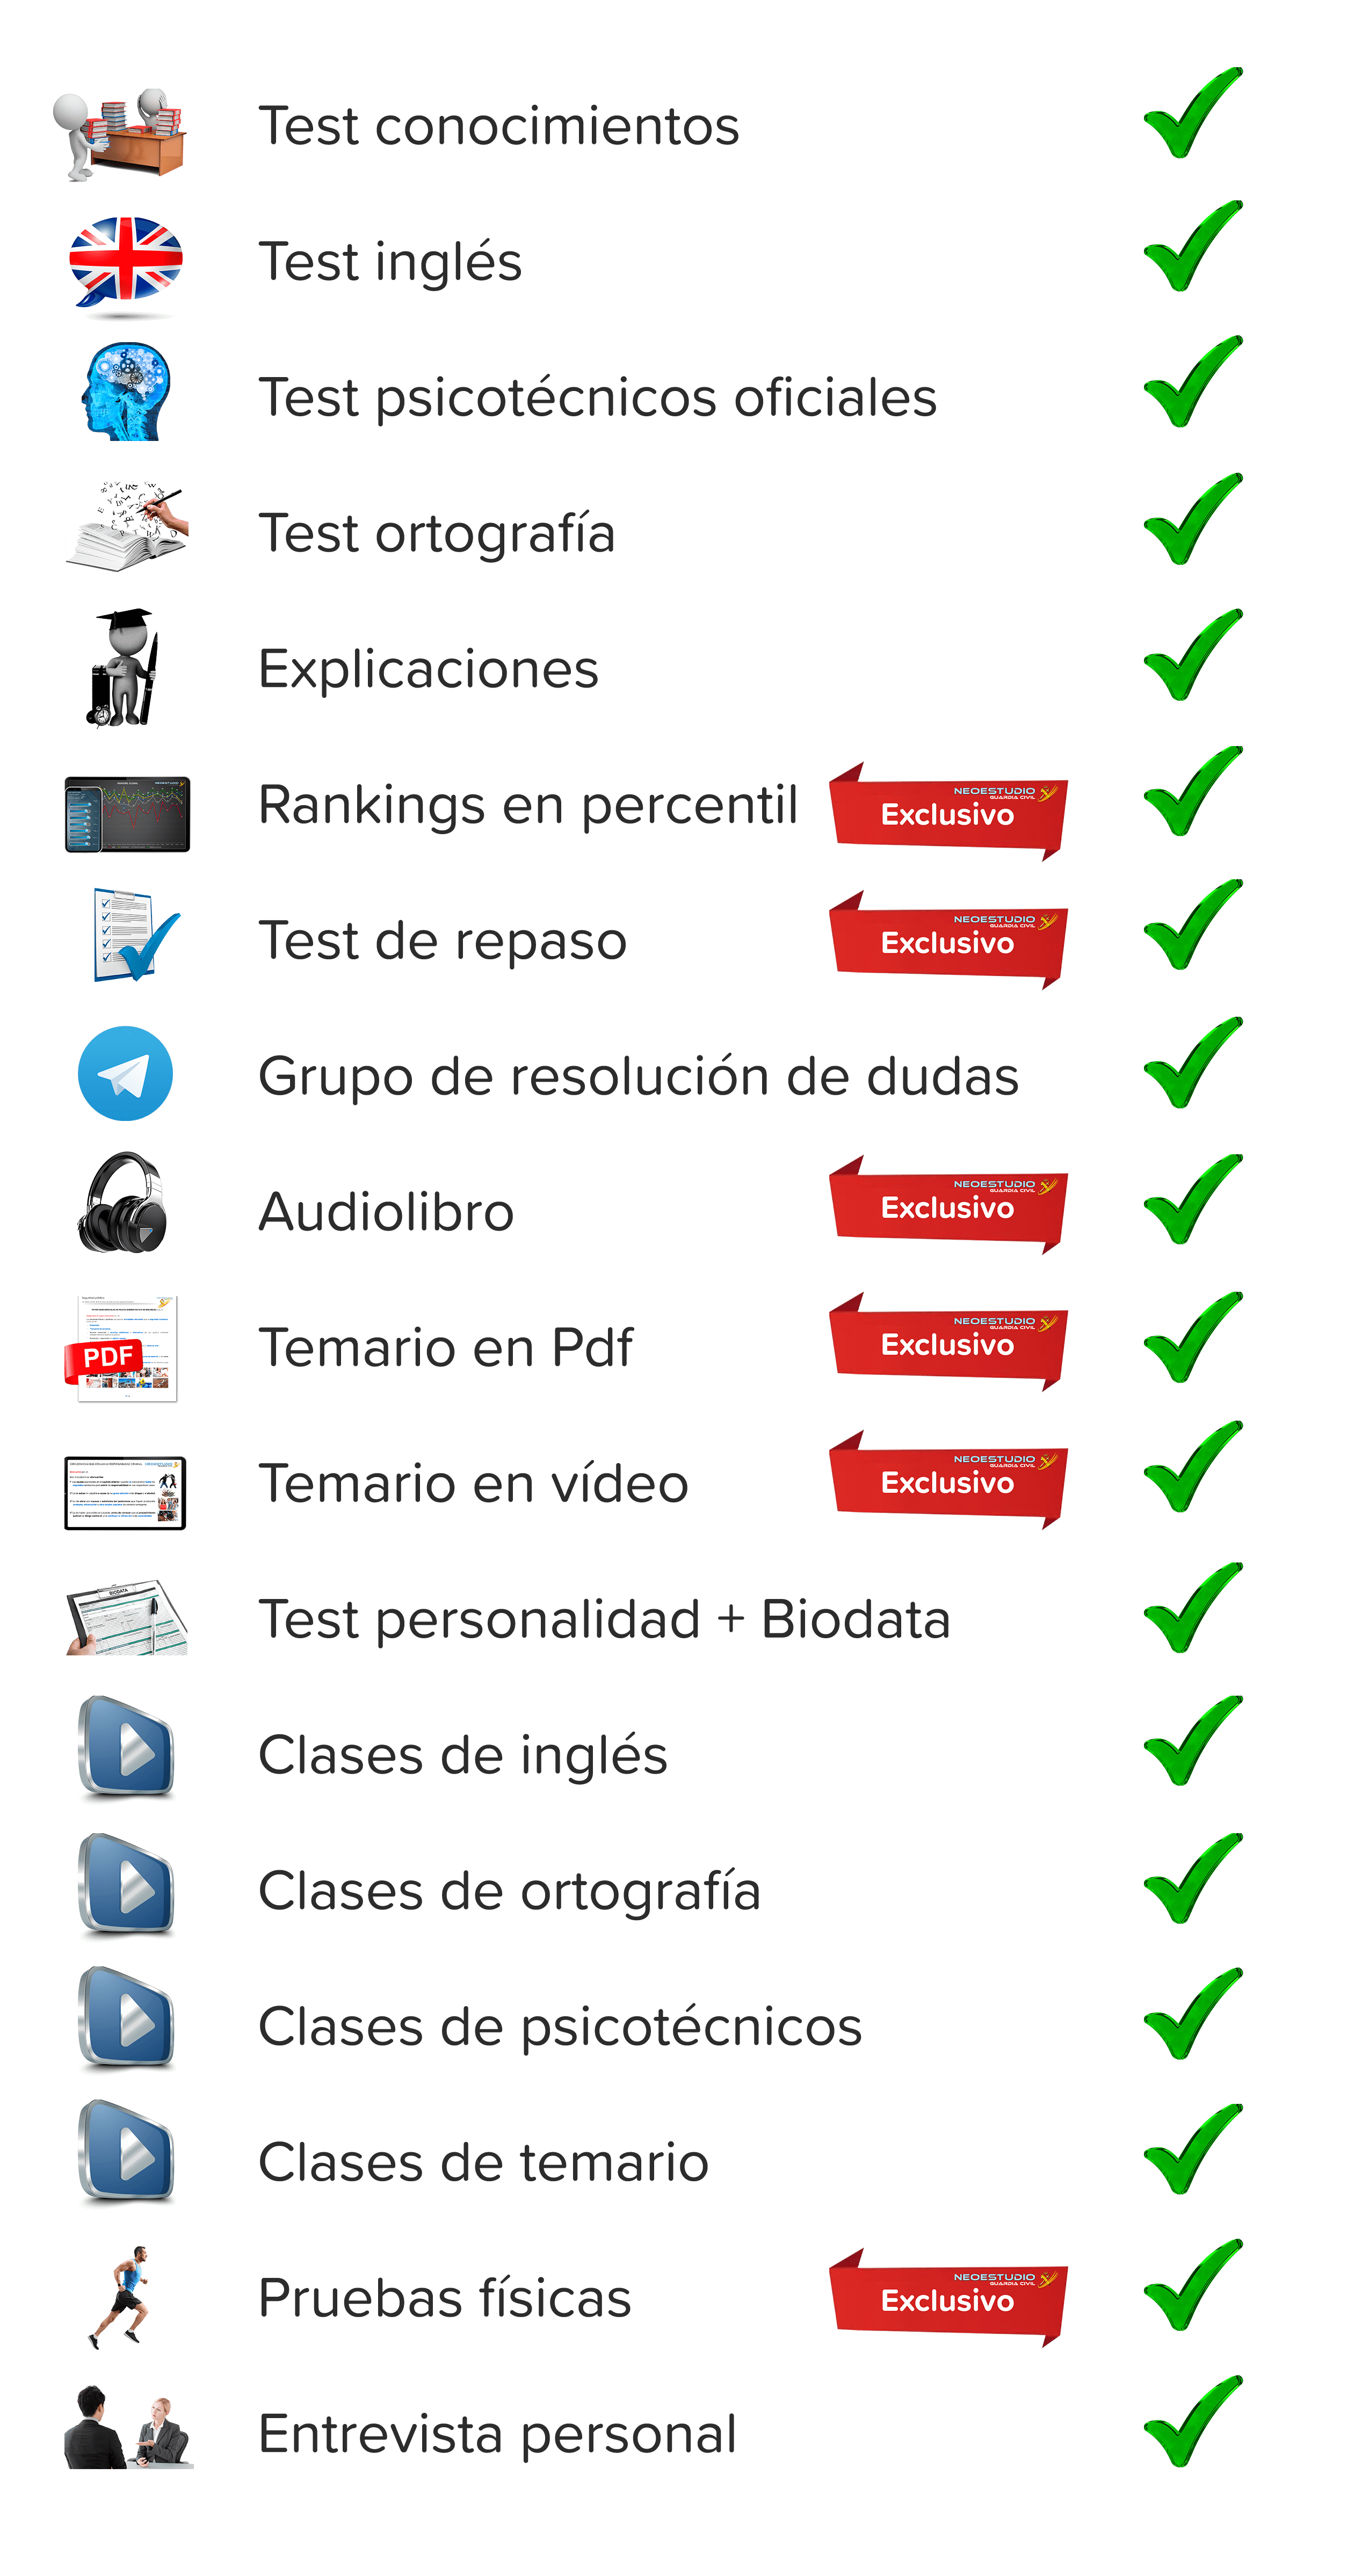 Test conocimientos
Test inglés
Test psicotécnicos oficiales
Test ortografía
Explicaciones
Rankings en percentil
NEOESTUDIO
GUARDIA CIVIL
Exclusivo
Test de repaso
NEOESTUDIO
GUARDIA CIVIL
Exclusivo
Grupo de resolución de dudas
Audiolibro
NEOESTUDIO
GUARDIA CIVIL
Exclusivo
PDF
Temario en Pdf
NEOESTUDIO
GUARDIA CIVIL
Exclusivo
Temario en vídeo
NEOESTUDIO
GUARDIA CIVIL
Exclusivo
BIODATA
Test personalidad + Biodata
Clases de inglés
Clases de ortografía
Clases de psicotécnicos
Clases de temario
Pruebas físicas
NEOESTUDIO
GUARDIA CIVIL
Exclusivo
Entrevista personal